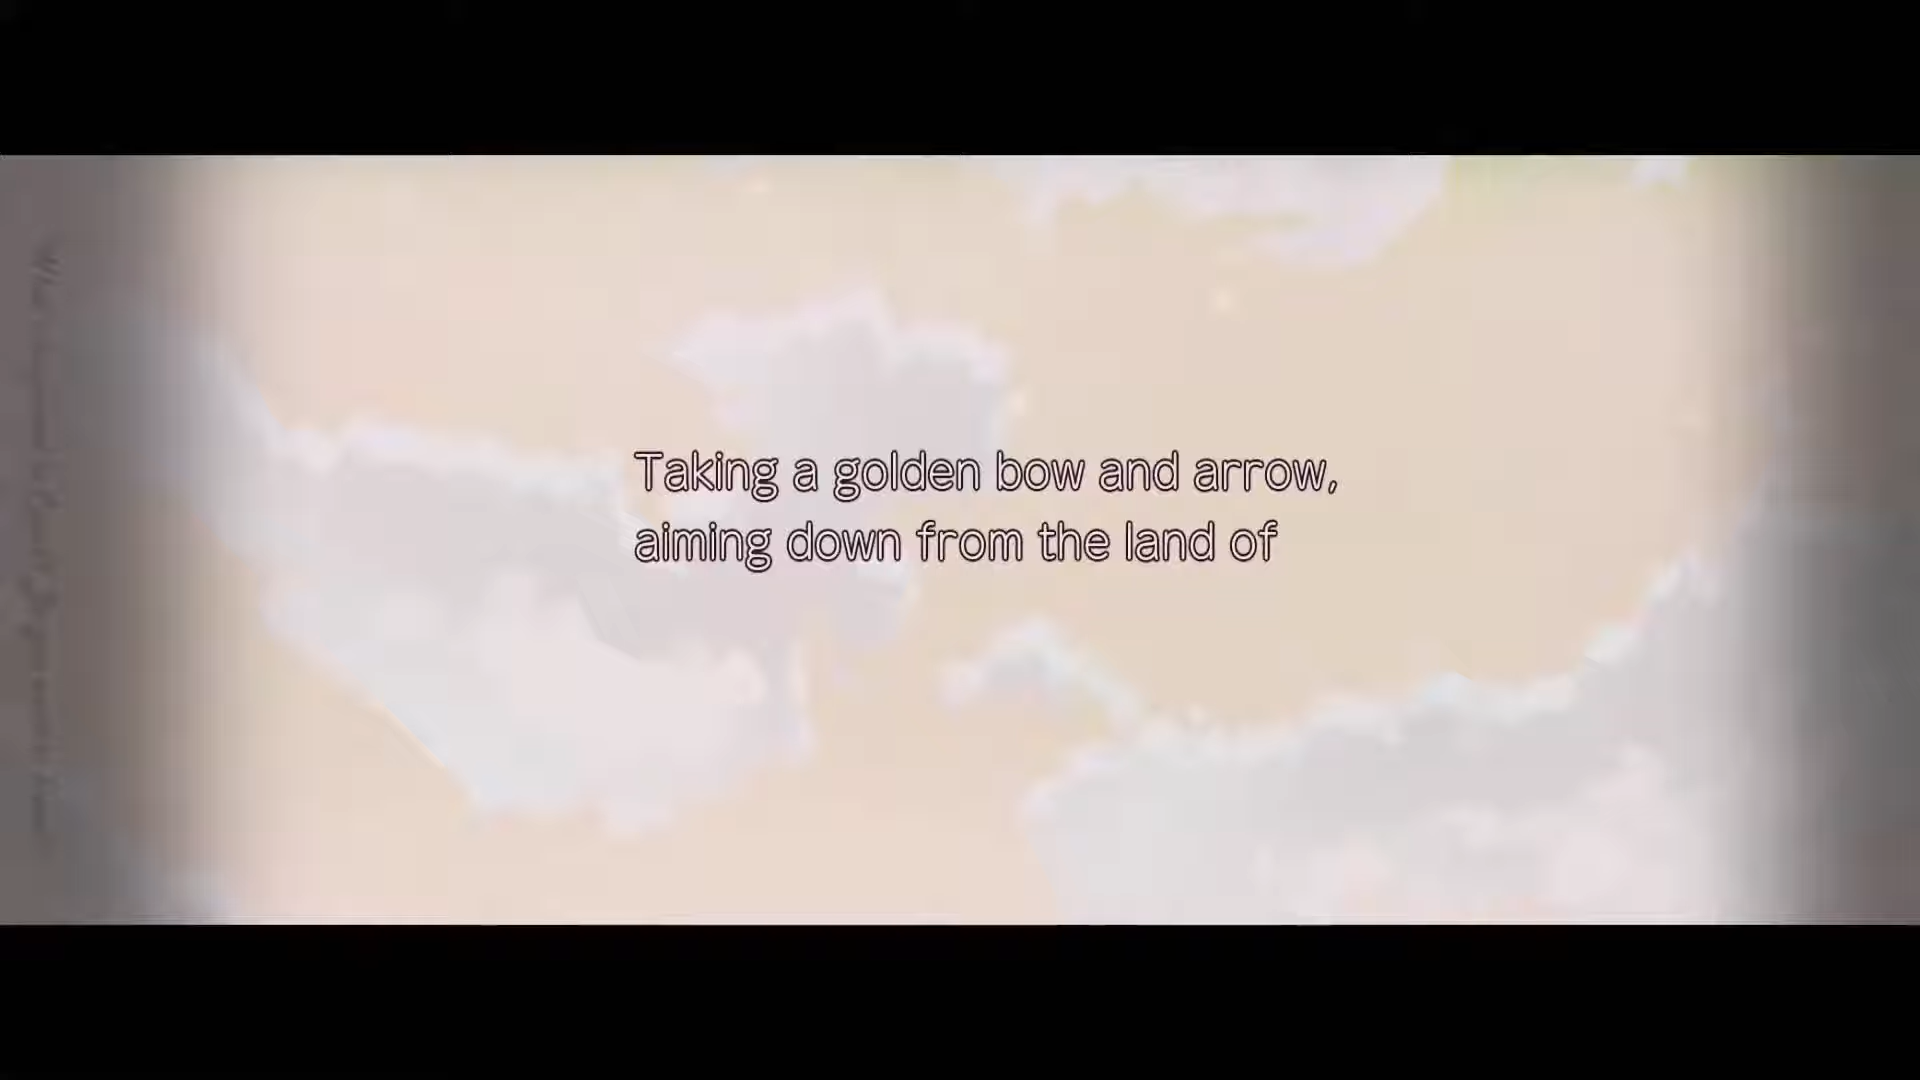 Taking a golden bow and arrow,
aiming down from the land of